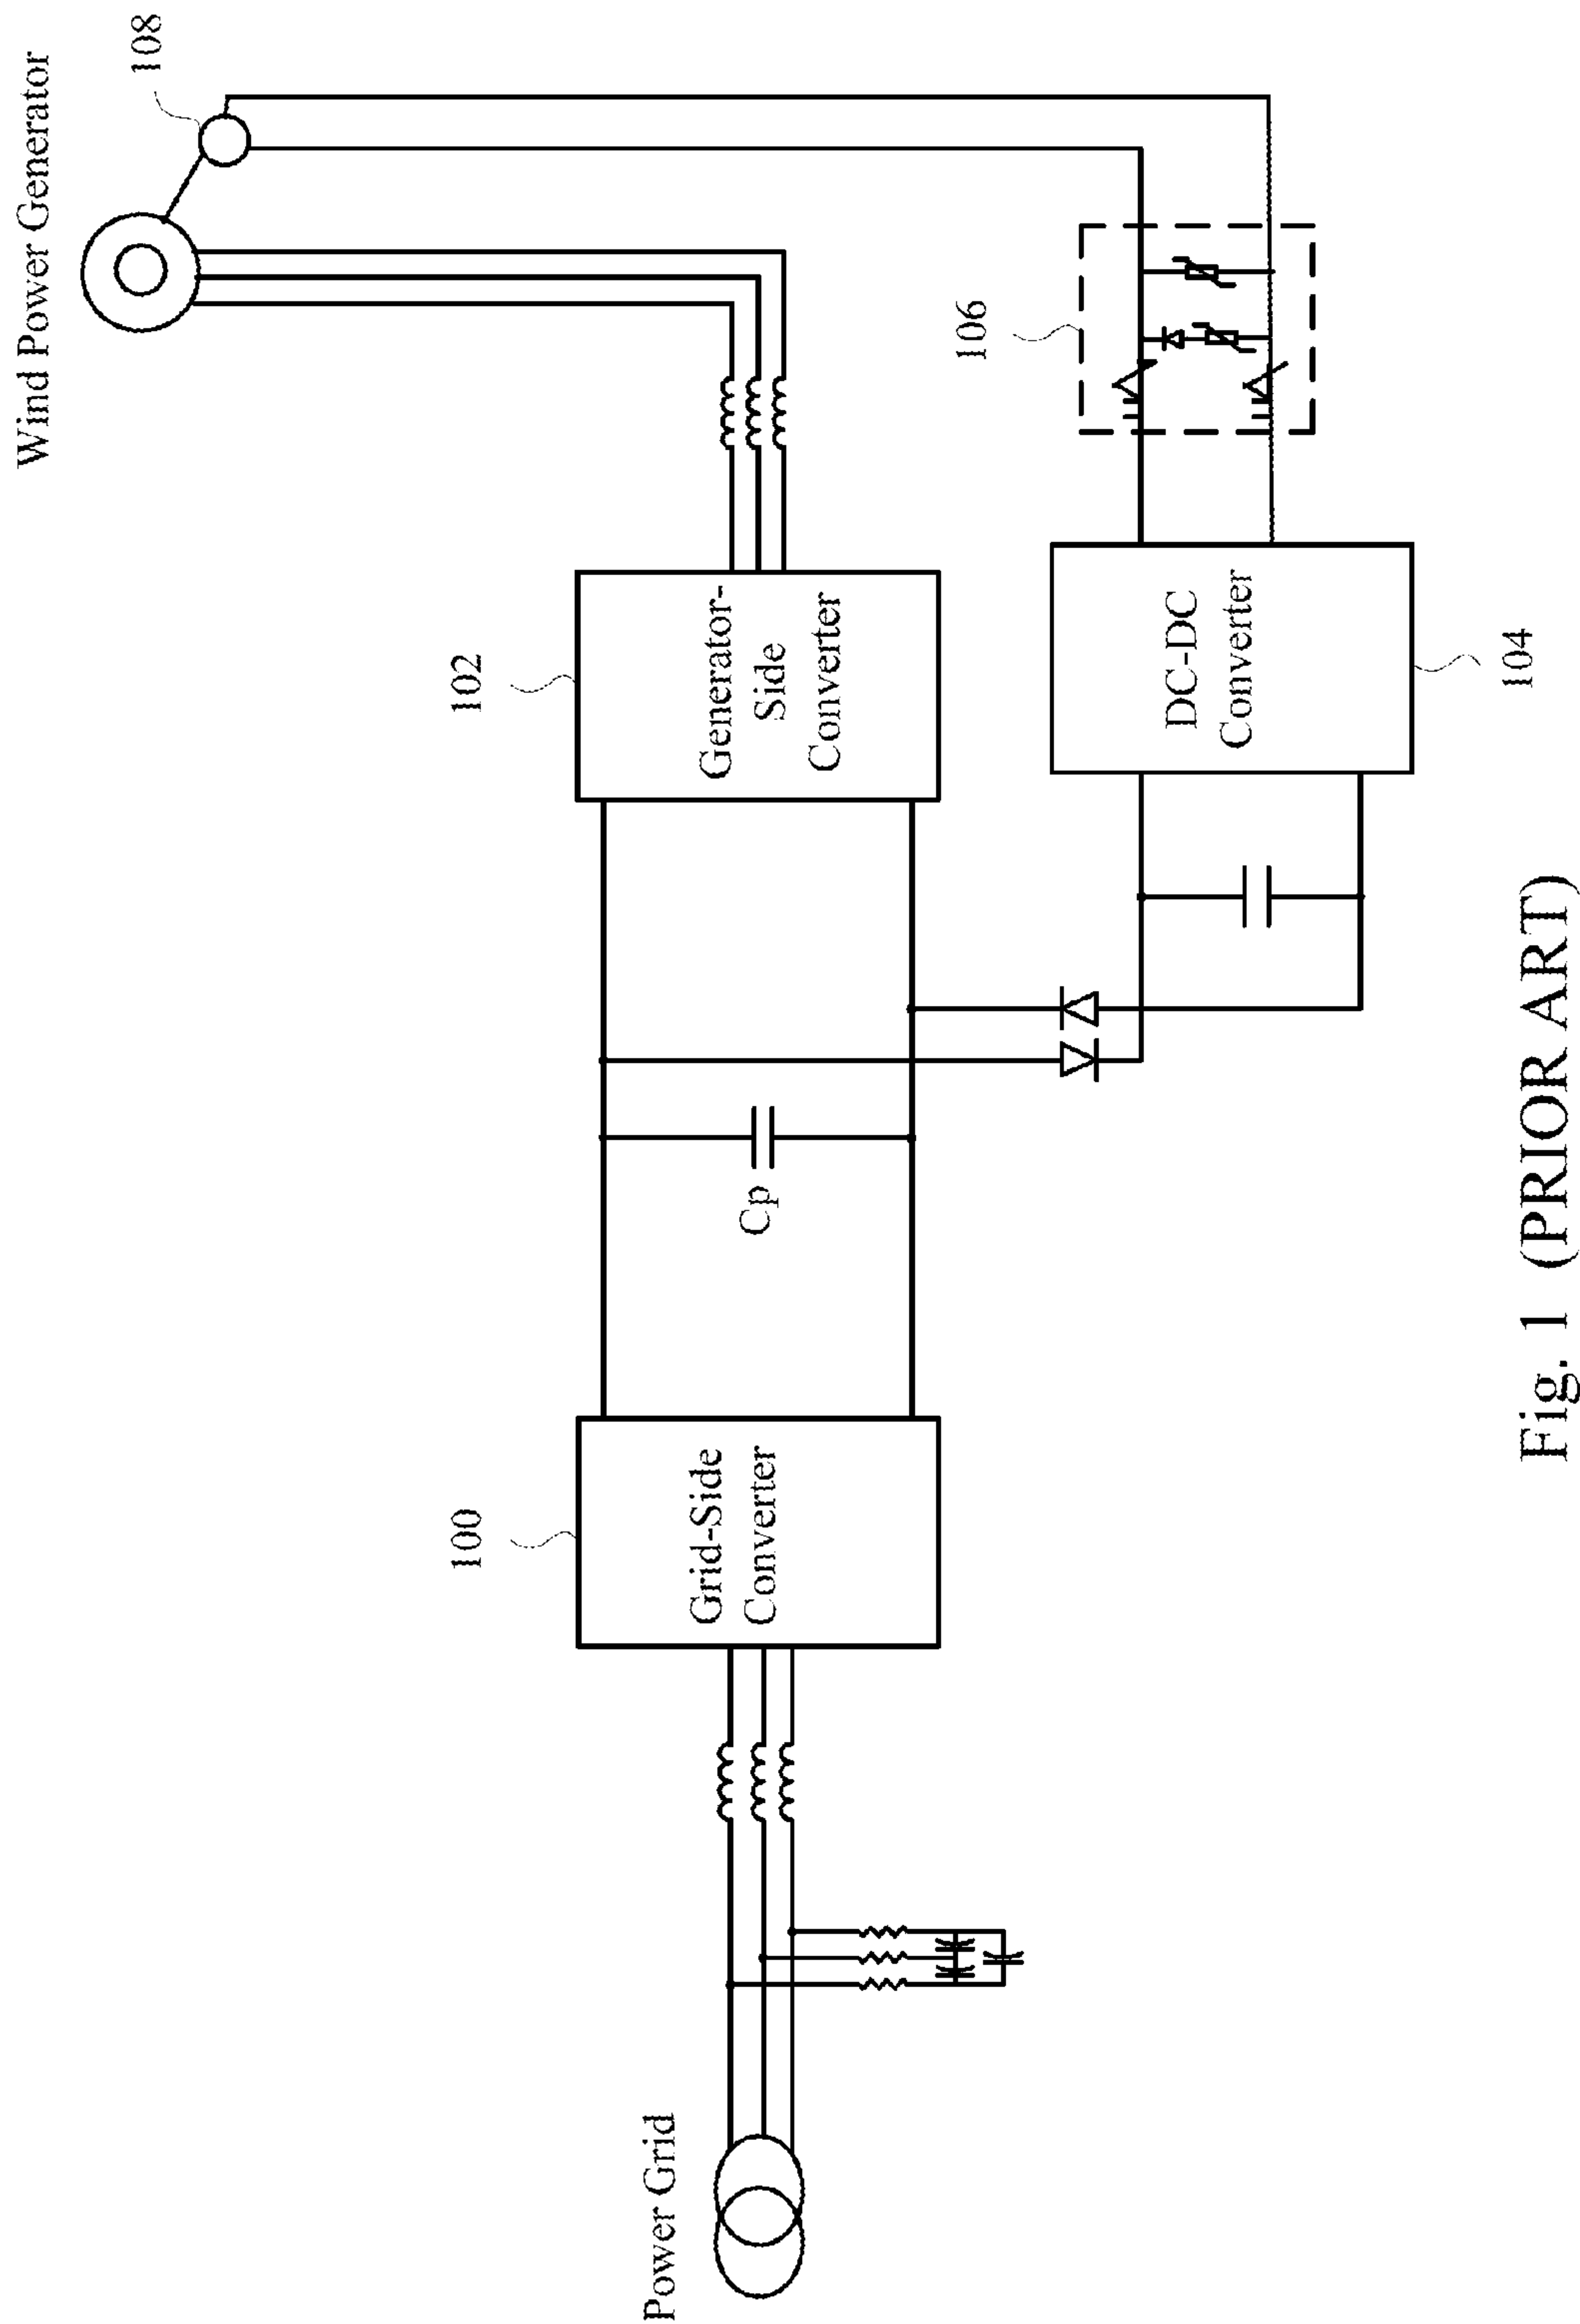 Wind Power Generator
108
102
Generator-
Side
Converter
106
100
Grid-Side
Converter
Cp
DC-DC
Converter
104
Power Grid
Fig. 1 (PRIOR ART)